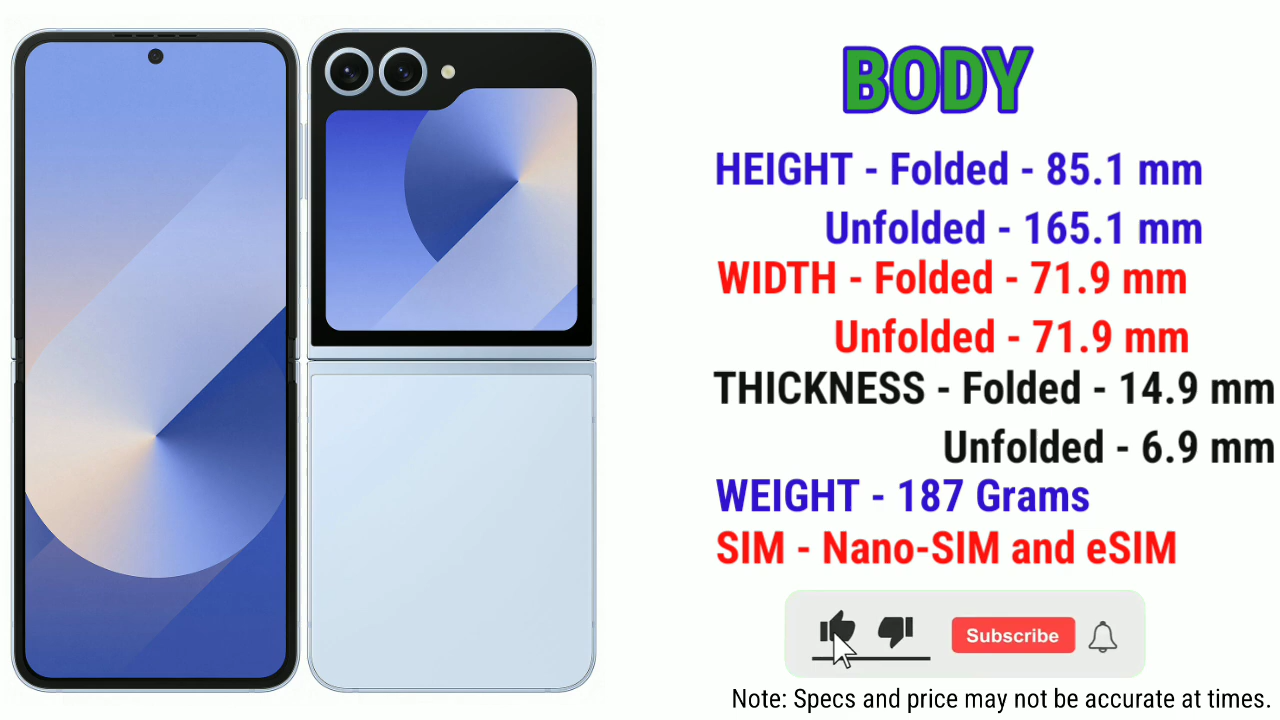 BODY
HEIGHT - Folded - 85.1 mm
Unfolded - 165.1 mm
WIDTH - Folded - 71.9 mm
Unfolded - 71.9 mm
THICKNESS - Folded - 14.9 mm
Unfolded - 6.9 mm
WEIGHT - 187 Grams
SIM - Nano-SIM and eSIM
Subscribe
Note: Specs and price may not be accurate at times.